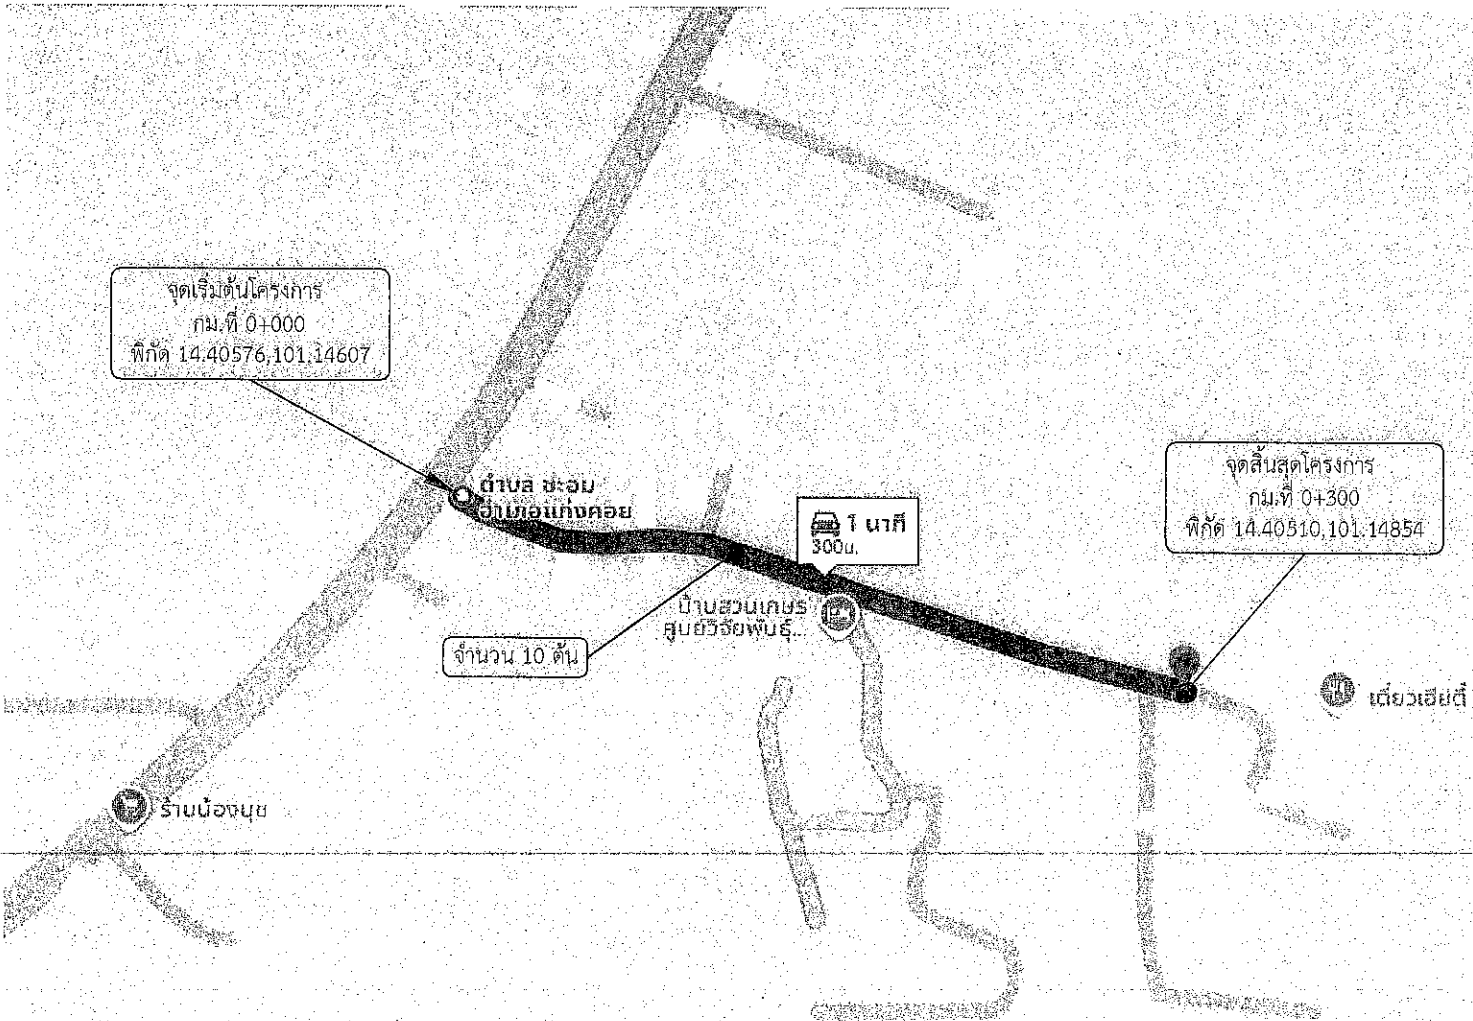 จุดเริ่มต้นโครงการ
กม.ที่ 0+000
พิกัด 14.40576,101.14607
ตำบล ชะอม
อำเภอแก่งคอย
จุดสิ้นสุดโครงการ
กม.ที่ 0+300
พิกัด 14.40510,101.14854
1 นาที
300ม.
บ้านสวนเกษร
ศูนย์วิจัยพันธุ์...
จำนวน 10 ต้น
เตี๋ยวเฮียตี๋
ร้านน้องนุช